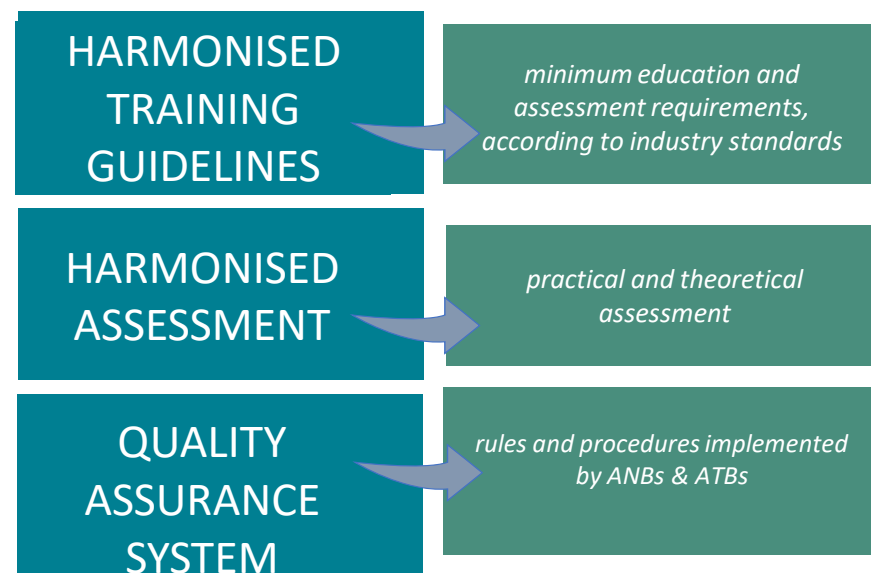 HARMONISED
TRAINING
GUIDELINES
minimum education and
assessment requirements,
according to industry standards
HARMONISED
ASSESSMENT
practical and theoretical
assessment
QUALITY
ASSURANCE
SYSTEM
rules and procedures implemented
by ANBs & ATBs